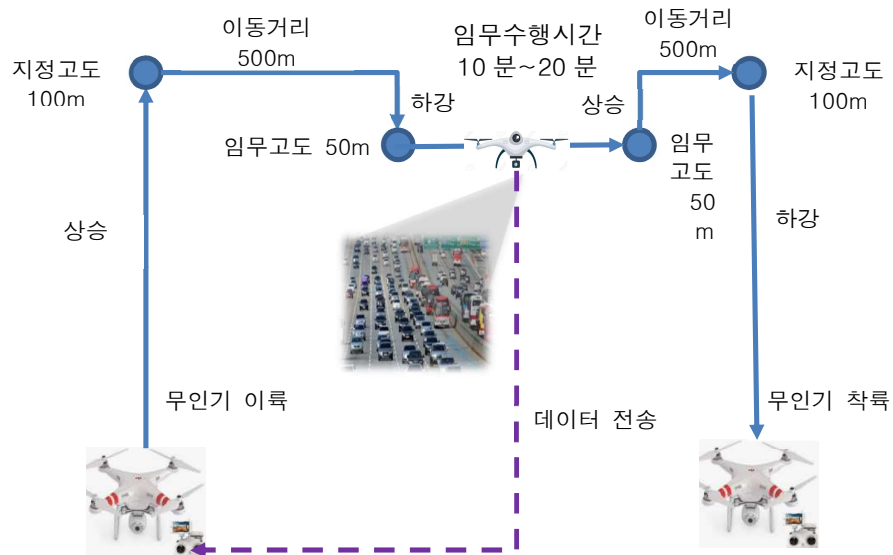 이동거리
500m
지정고도
100m
임무수행시간
10 분~20 분
이동거리
500m
지정고도
100m
하강
상승
임무고도 50m
임무
고도
50
m
상승
하강
무인기 이륙
데이터 전송
무인기 착륙